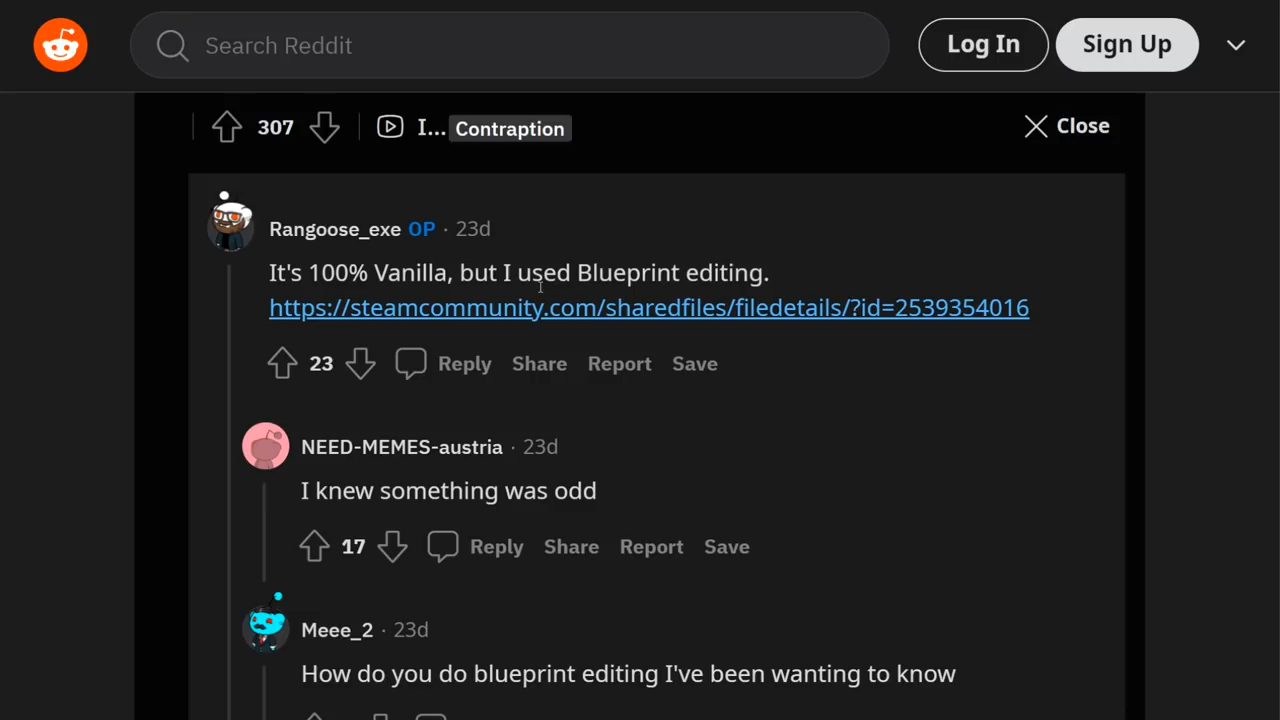 Search Reddit
Log In
Sign Up
307
I... Contraption
Close
Rangoose_exe OP · 23d
It's 100% Vanilla, but I used Blueprint editing.
https://steamcommunity.com/sharedfiles/filedetails/?id=2539354016
23 Reply Share Report Save
NEED-MEMES-austria · 23d
I knew something was odd
17 Reply Share Report Save
Meee_2 · 23d
How do you do blueprint editing I've been wanting to know